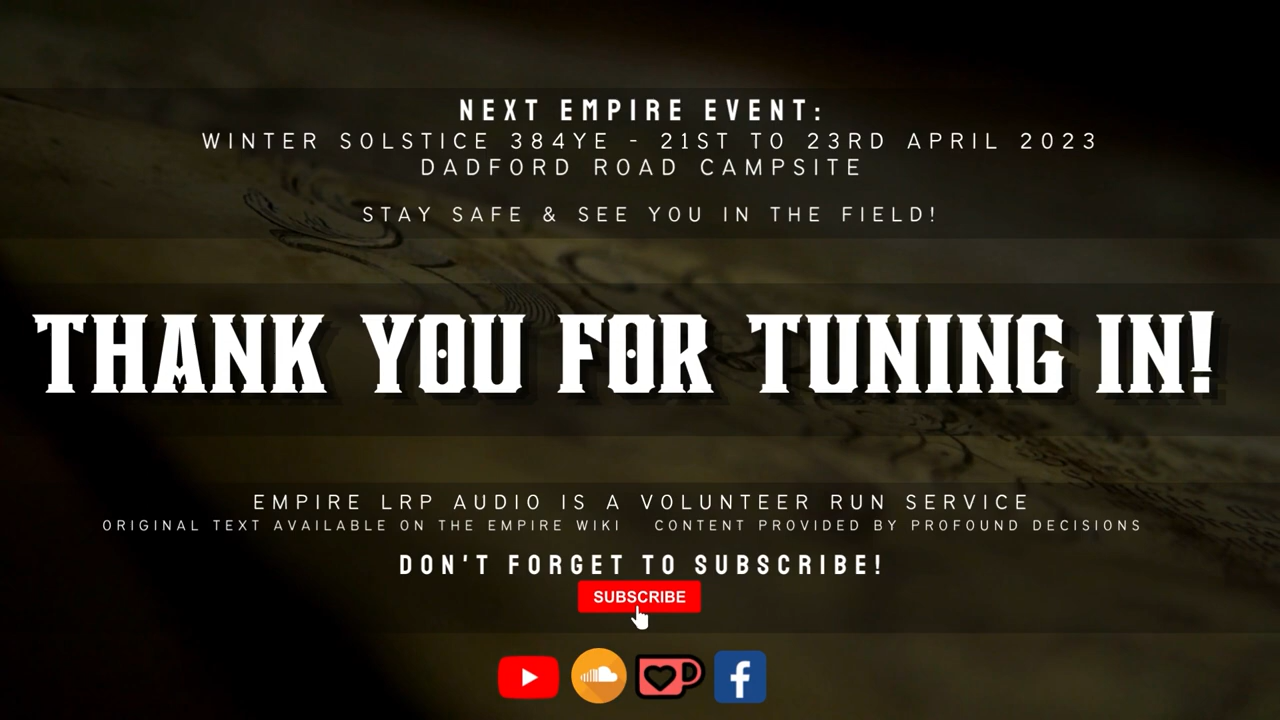 NEXT EMPIRE EVENT:
WINTER SOLSTICE 384YE - 21ST TO 23RD APRIL 2023
DADFORD ROAD CAMPSITE
STAY SAFE & SEE YOU IN THE FIELD!
THANK YOU FOR TUNING IN!
EMPIRE LRP AUDIO IS A VOLUNTEER RUN SERVICE
ORIGINAL TEXT AVAILABLE ON THE EMPIRE WIKI CONTENT PROVIDED BY PROFOUND DECISIONS
DON'T FORGET TO SUBSCRIBE!
SUBSCRIBE